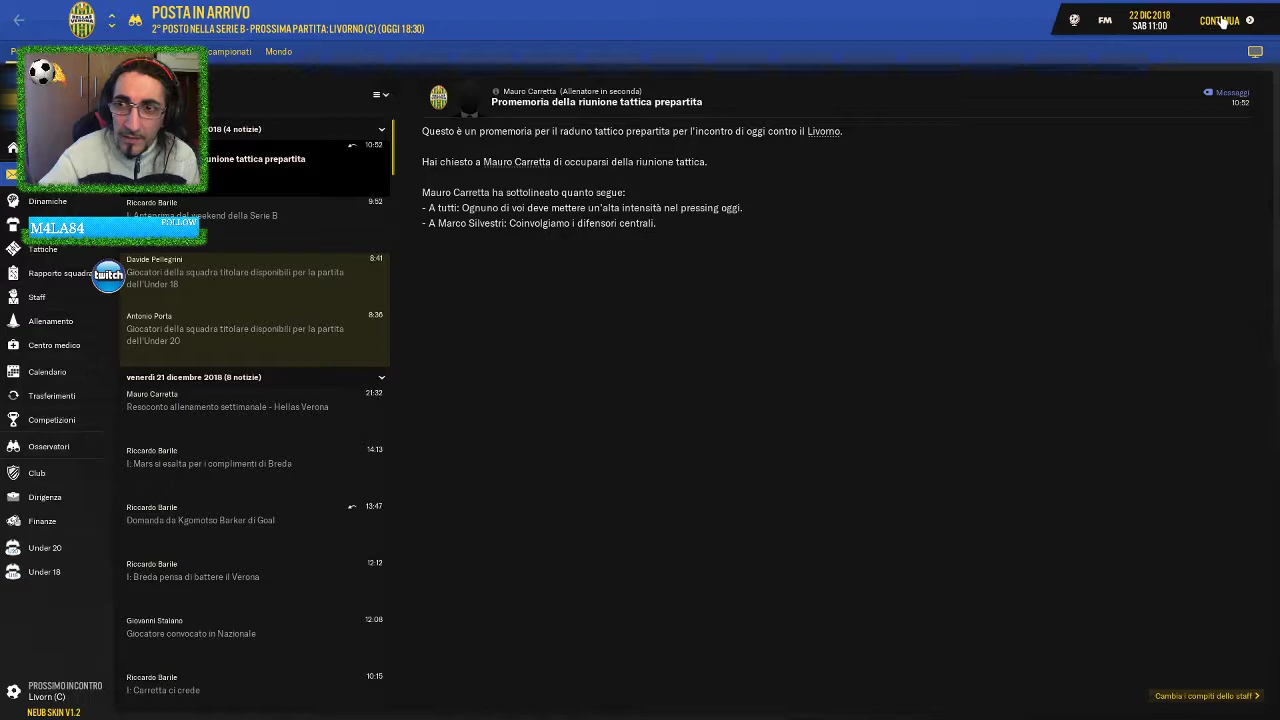 POSTA IN ARRIVO
2° POSTO NELLA SERIE B - PROSSIMA PARTITA: LIVORNO (C) (OGGI 18:30)
FM
22 DIC 2018
SAB 11:00
CONTINUA
campionati
Mondo
HELLAS VERONA
M4LA84
FOLLOW
twitch
Dinamiche
Tattiche
Rapporto squadra
Staff
Allenamento
Centro medico
Calendario
Trasferimenti
Competizioni
Osservatori
Club
Dirigenza
Finanze
Under 20
Under 18
PROSSIMO INCONTRO
Livorn (C)
NEUB SKIN V1.2
2018 (4 notizie)
10:52
unione tattica prepartita
Riccardo Barile 9:52
I: Anteprima del weekend della Serie B
Davide Pellegrini 8:41
Giocatori della squadra titolare disponibili per la partita
dell'Under 18
Antonio Porta 8:36
Giocatori della squadra titolare disponibili per la partita
dell'Under 20
venerdì 21 dicembre 2018 (8 notizie)
Mauro Carretta 21:32
Resoconto allenamento settimanale - Hellas Verona
Riccardo Barile 14:13
I: Mars si esalta per i complimenti di Breda
Riccardo Barile 13:47
Domanda da Kgomotso Barker di Goal
Riccardo Barile 12:12
I: Breda pensa di battere il Verona
Giovanni Staiano 12:08
Giocatore convocato in Nazionale
Riccardo Barile 10:15
I: Carretta ci crede
Mauro Carretta (Allenatore in seconda)
Promemoria della riunione tattica prepartita
Messaggi
10:52
Questo è un promemoria per il raduno tattico prepartita per l'incontro di oggi contro il Livorno.
Hai chiesto a Mauro Carretta di occuparsi della riunione tattica.
Mauro Carretta ha sottolineato quanto segue:
- A tutti: Ognuno di voi deve mettere un'alta intensità nel pressing oggi.
- A Marco Silvestri: Coinvolgiamo i difensori centrali.
Cambia i compiti dello staff